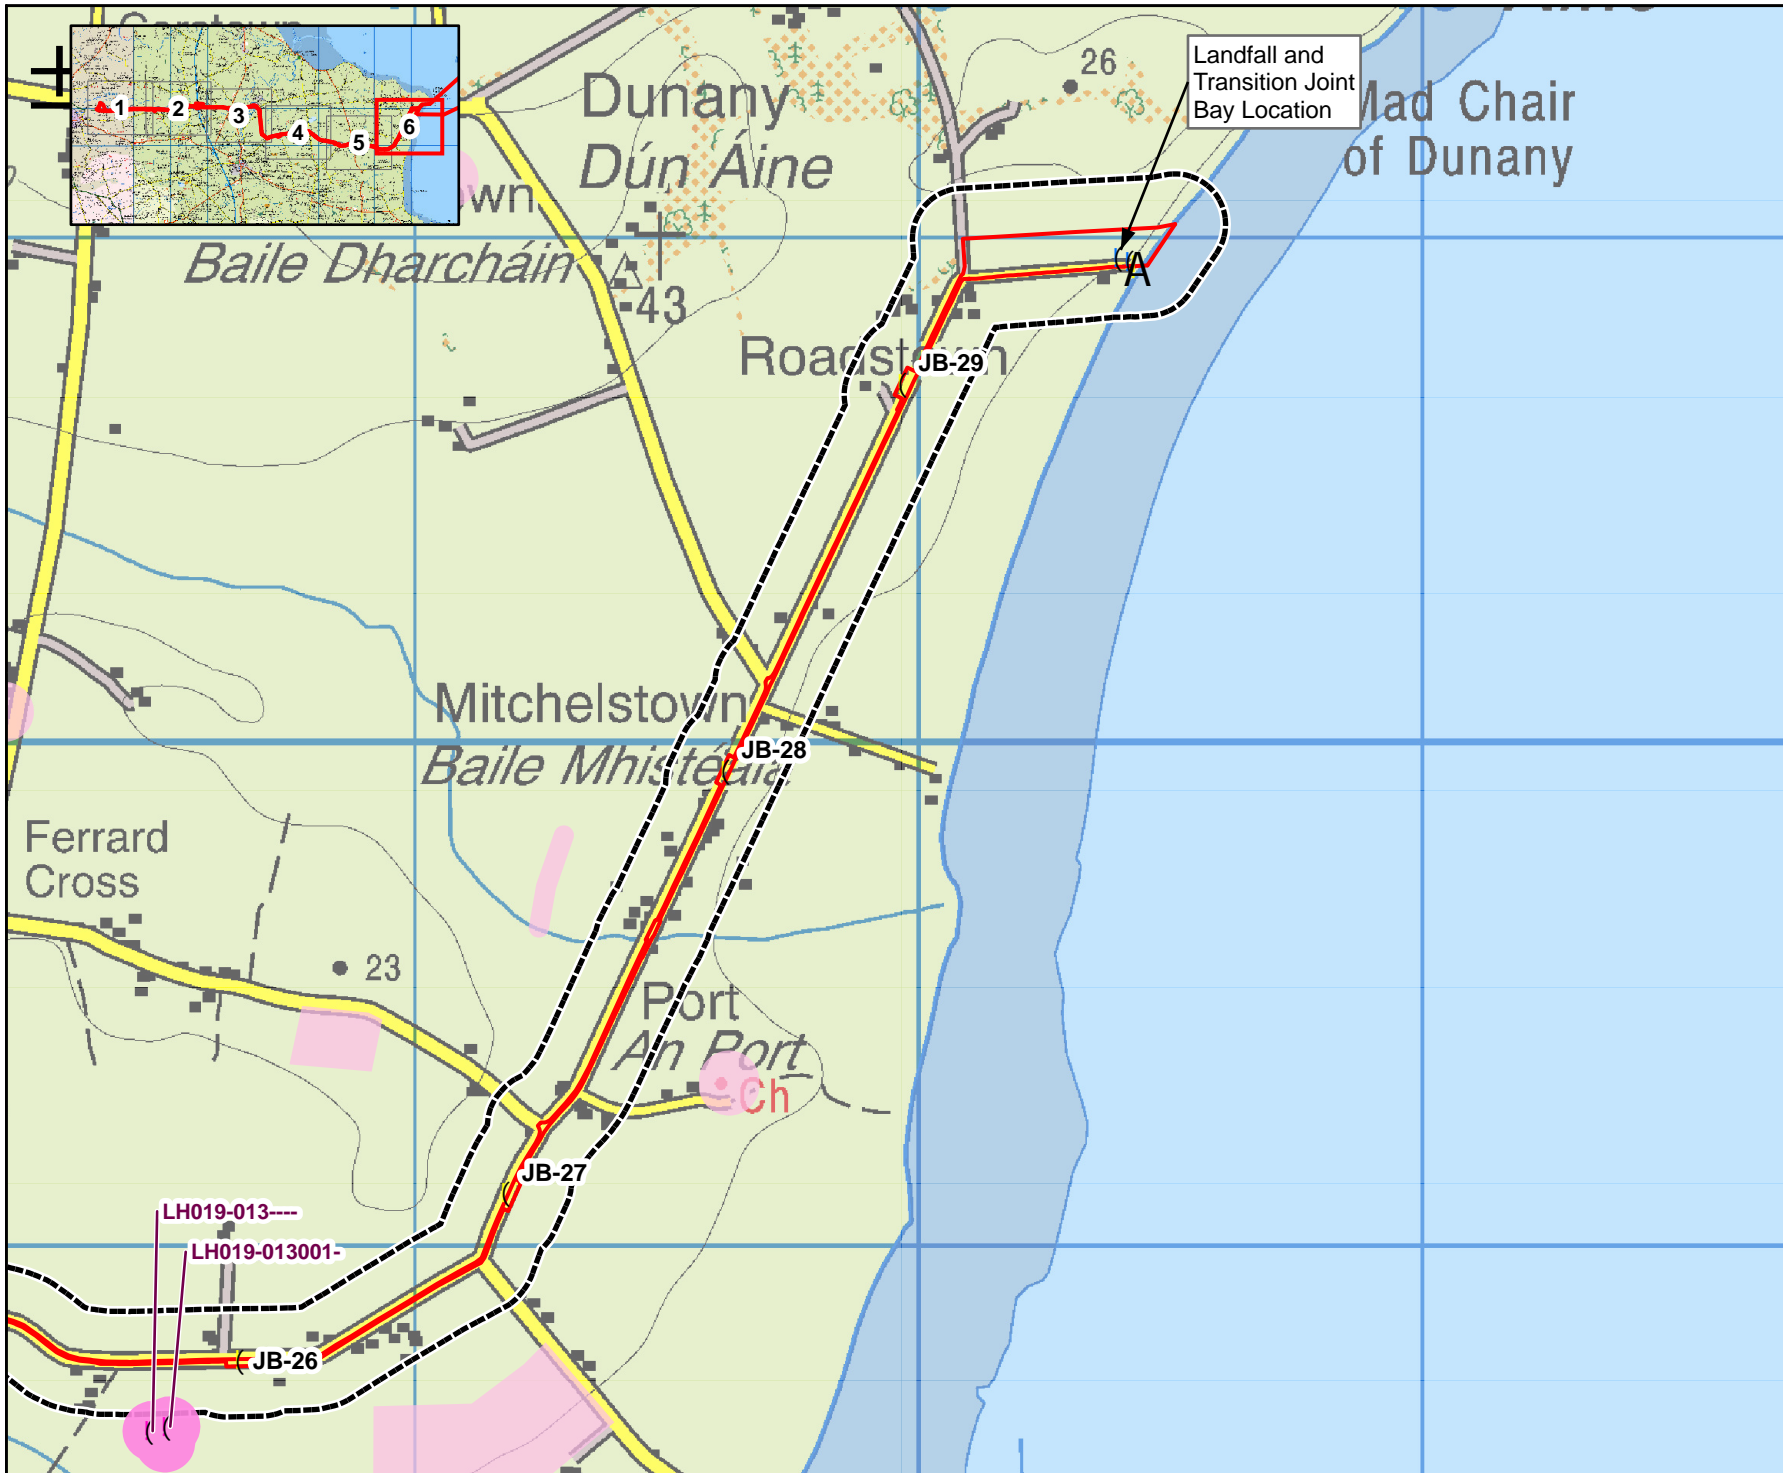 1
2
3
4
5
6
Dunany
Dún Áine
26
Landfall and
Transition Joint
Bay Location
Mad Chair
of Dunany
Baile Dharcháin
43
A
Roadstown
JB-29
Mitchelstown
JB-28
Baile Mhistéala
Ferrard
Cross
23
Port
An Port
Ch
JB-27
LH019-013----
LH019-013001-
JB-26